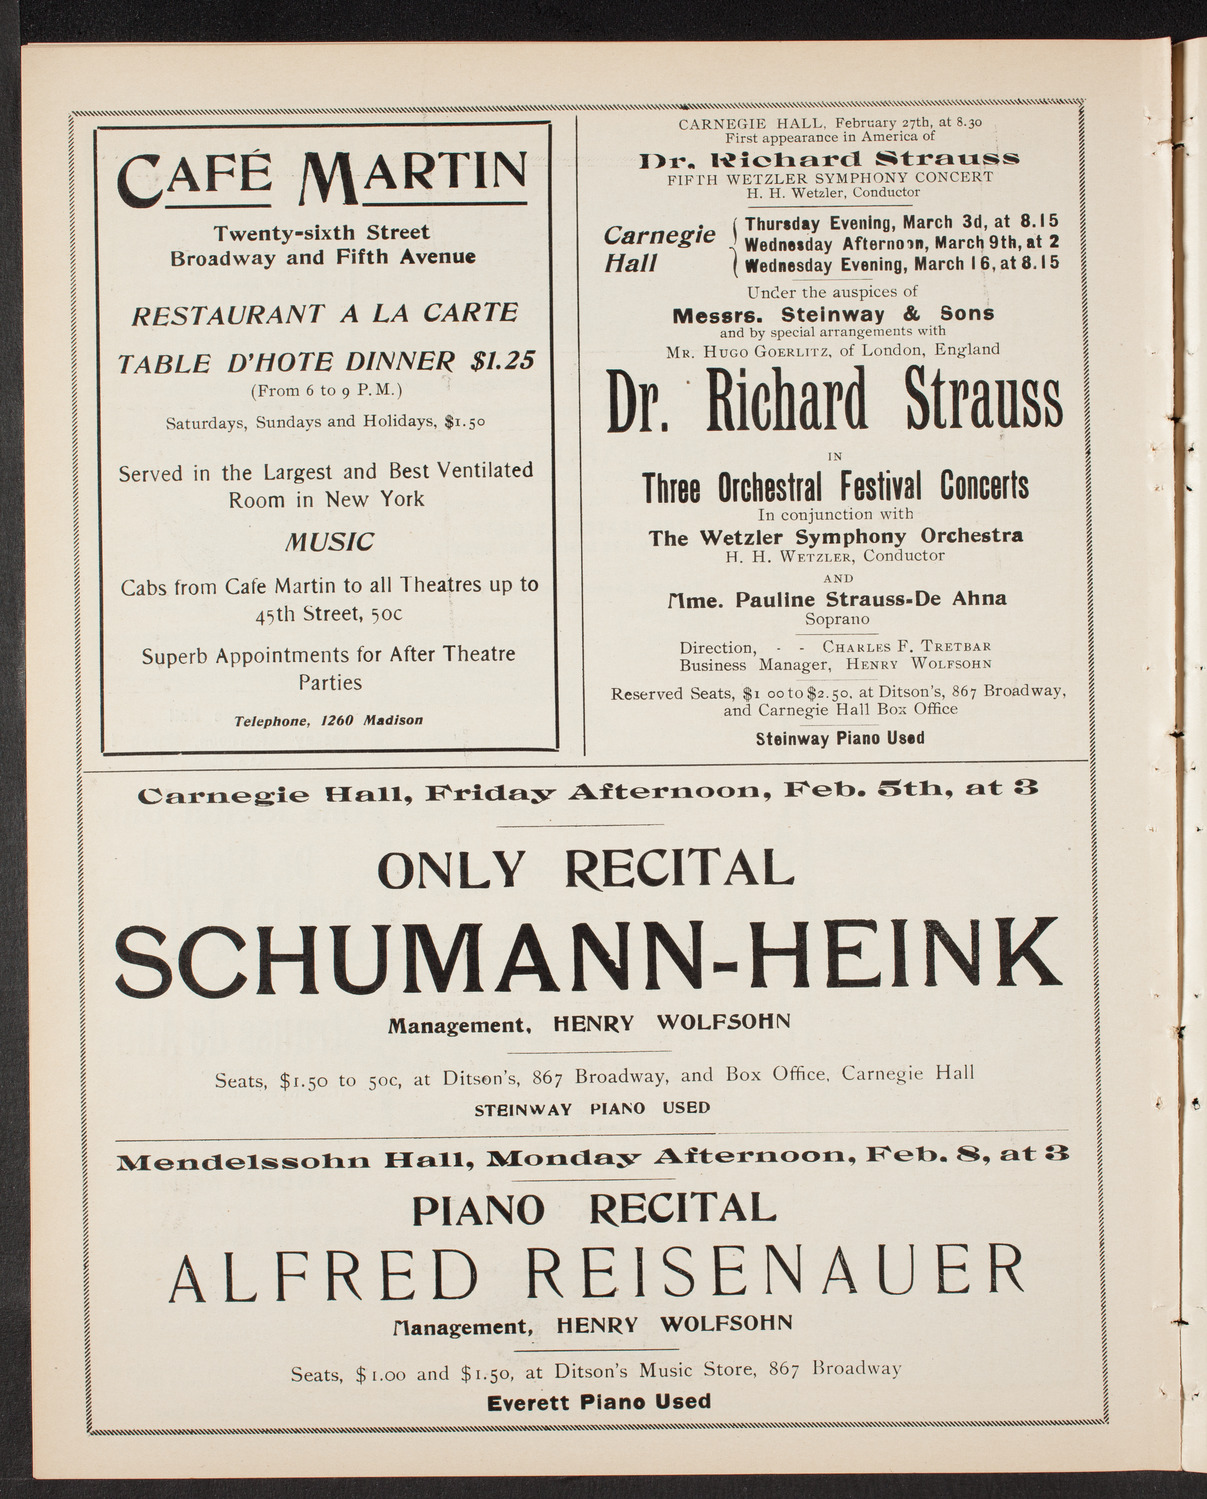 CAFÉ MARTIN
Twenty-sixth Street
Broadway and Fifth Avenue
RESTAURANT A LA CARTE
TABLE D'HOTE DINNER $1.25
(From 6 to 9 P.M.)
Saturdays, Sundays and Holidays, $1.50
Served in the Largest and Best Ventilated
Room in New York
MUSIC
Cabs from Cafe Martin to all Theatres up to
45th Street, 50c
Superb Appointments for After Theatre
Parties
Telephone, 1260 Madison
CARNEGIE HALL, February 27th, at 8.30
First appearance in America of
Dr. Richard Strauss
FIFTH WETZLER SYMPHONY CONCERT
H. H. Wetzler, Conductor
Carnegie Hall
Thursday Evening, March 3d, at 8.15
Wednesday Afternoon, March 9th, at 2
Wednesday Evening, March 16, at 8.15
Under the auspices of
Messrs. Steinway & Sons
and by special arrangements with
MR. HUGO GOERLITZ, of London, England
Dr. Richard Strauss
IN
Three Orchestral Festival Concerts
In conjunction with
The Wetzler Symphony Orchestra
H. H. WETZLER, Conductor
AND
Mme. Pauline Strauss-De Ahna
Soprano
Direction, - - CHARLES F. TRETBAR
Business Manager, HENRY WOLFSOHN
Reserved Seats, $1 00 to $2.50, at Ditson's, 867 Broadway,
and Carnegie Hall Box Office
Steinway Piano Used
Carnegie Hall, Friday Afternoon, Feb. 5th, at 3
ONLY RECITAL
SCHUMANN-HEINK
Management, HENRY WOLFSOHN
Seats, $1.50 to 50c, at Ditson's, 867 Broadway, and Box Office, Carnegie Hall
STEINWAY PIANO USED
Mendelssohn Hall, Monday Afternoon, Feb. 8, at 3
PIANO RECITAL
ALFRED REISENAUER
Management, HENRY WOLFSOHN
Seats, $1.00 and $1.50, at Ditson's Music Store, 867 Broadway
Everett Piano Used